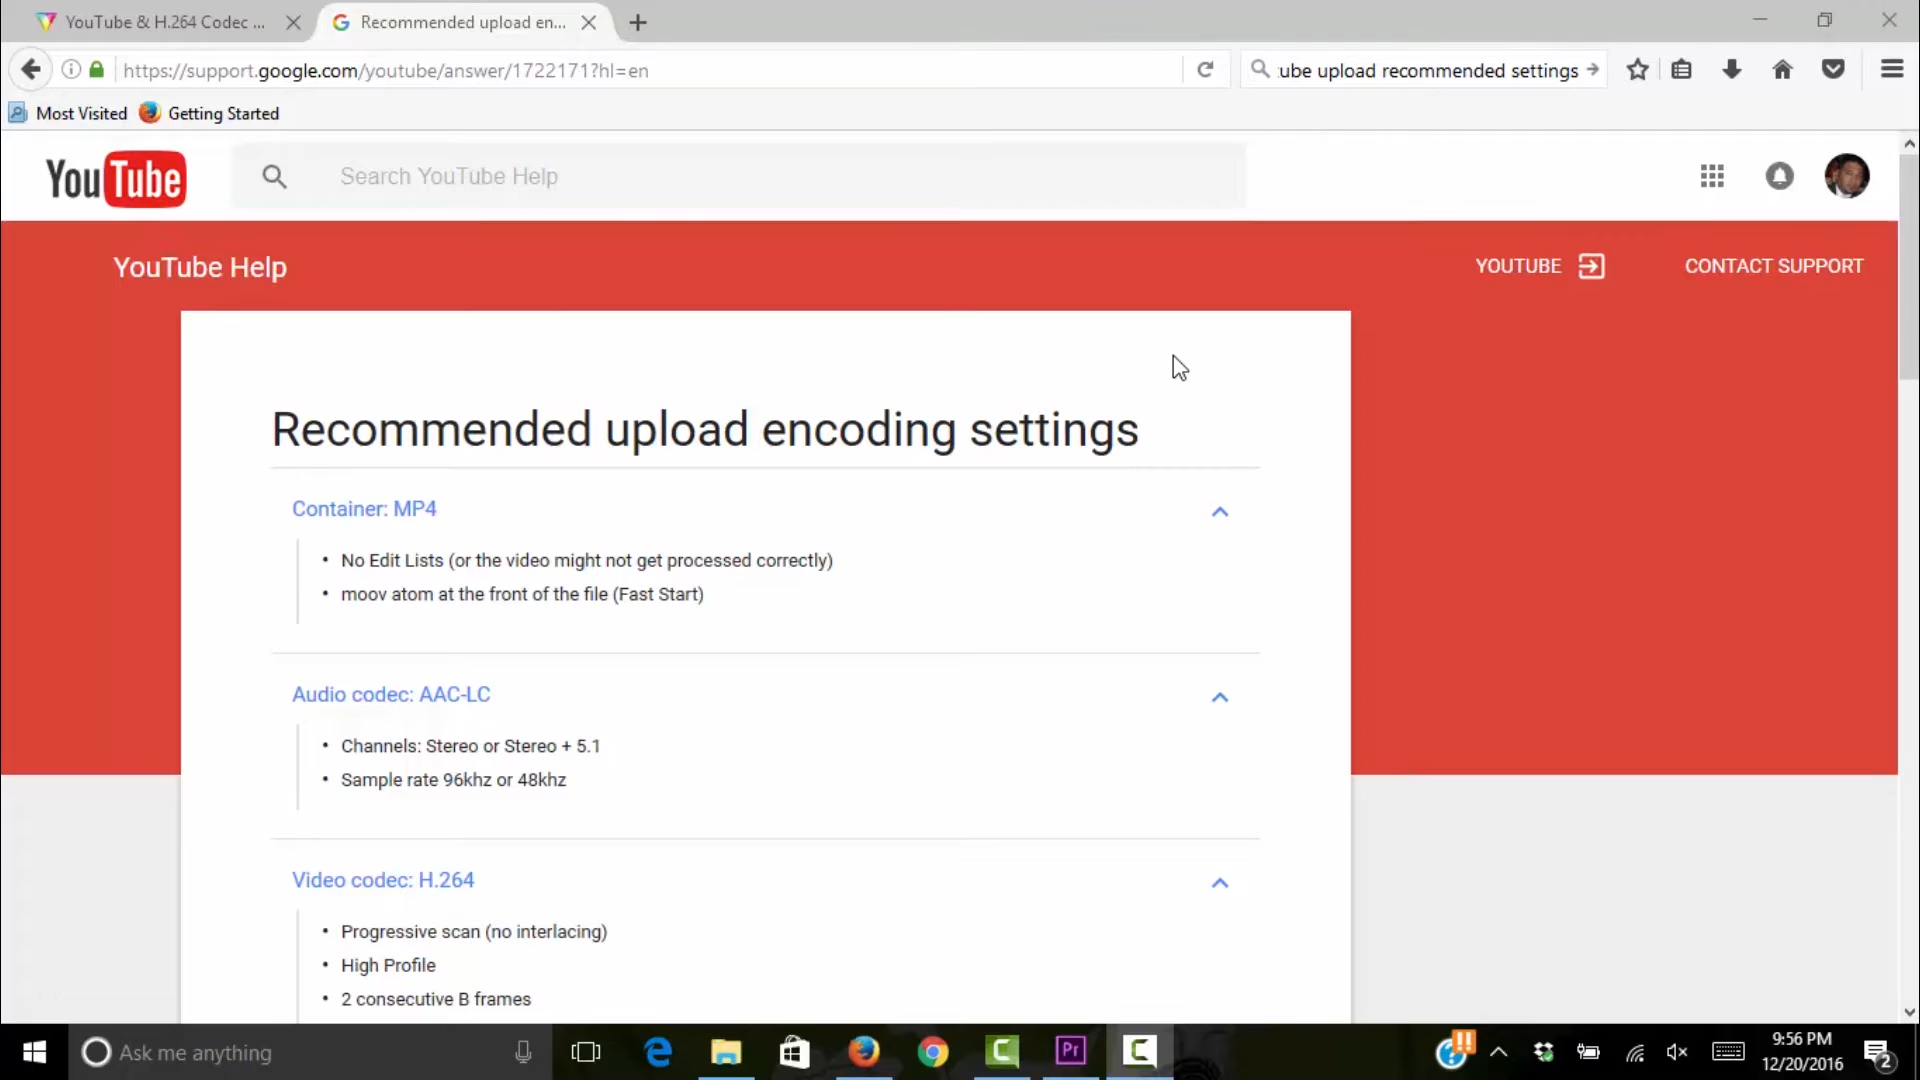 YouTube & H.264 Codec ...
Recommended upload en...
https://support.google.com/youtube/answer/1722171?hl=en
:ube upload recommended settings
Most Visited
Getting Started
YouTube
Search YouTube Help
YouTube Help
YOUTUBE
CONTACT SUPPORT
Recommended upload encoding settings
Container: MP4
• No Edit Lists (or the video might not get processed correctly)
• moov atom at the front of the file (Fast Start)
Audio codec: AAC-LC
• Channels: Stereo or Stereo + 5.1
• Sample rate 96khz or 48khz
Video codec: H.264
• Progressive scan (no interlacing)
• High Profile
• 2 consecutive B frames
Ask me anything
Pr
9:56 PM
12/20/2016
2